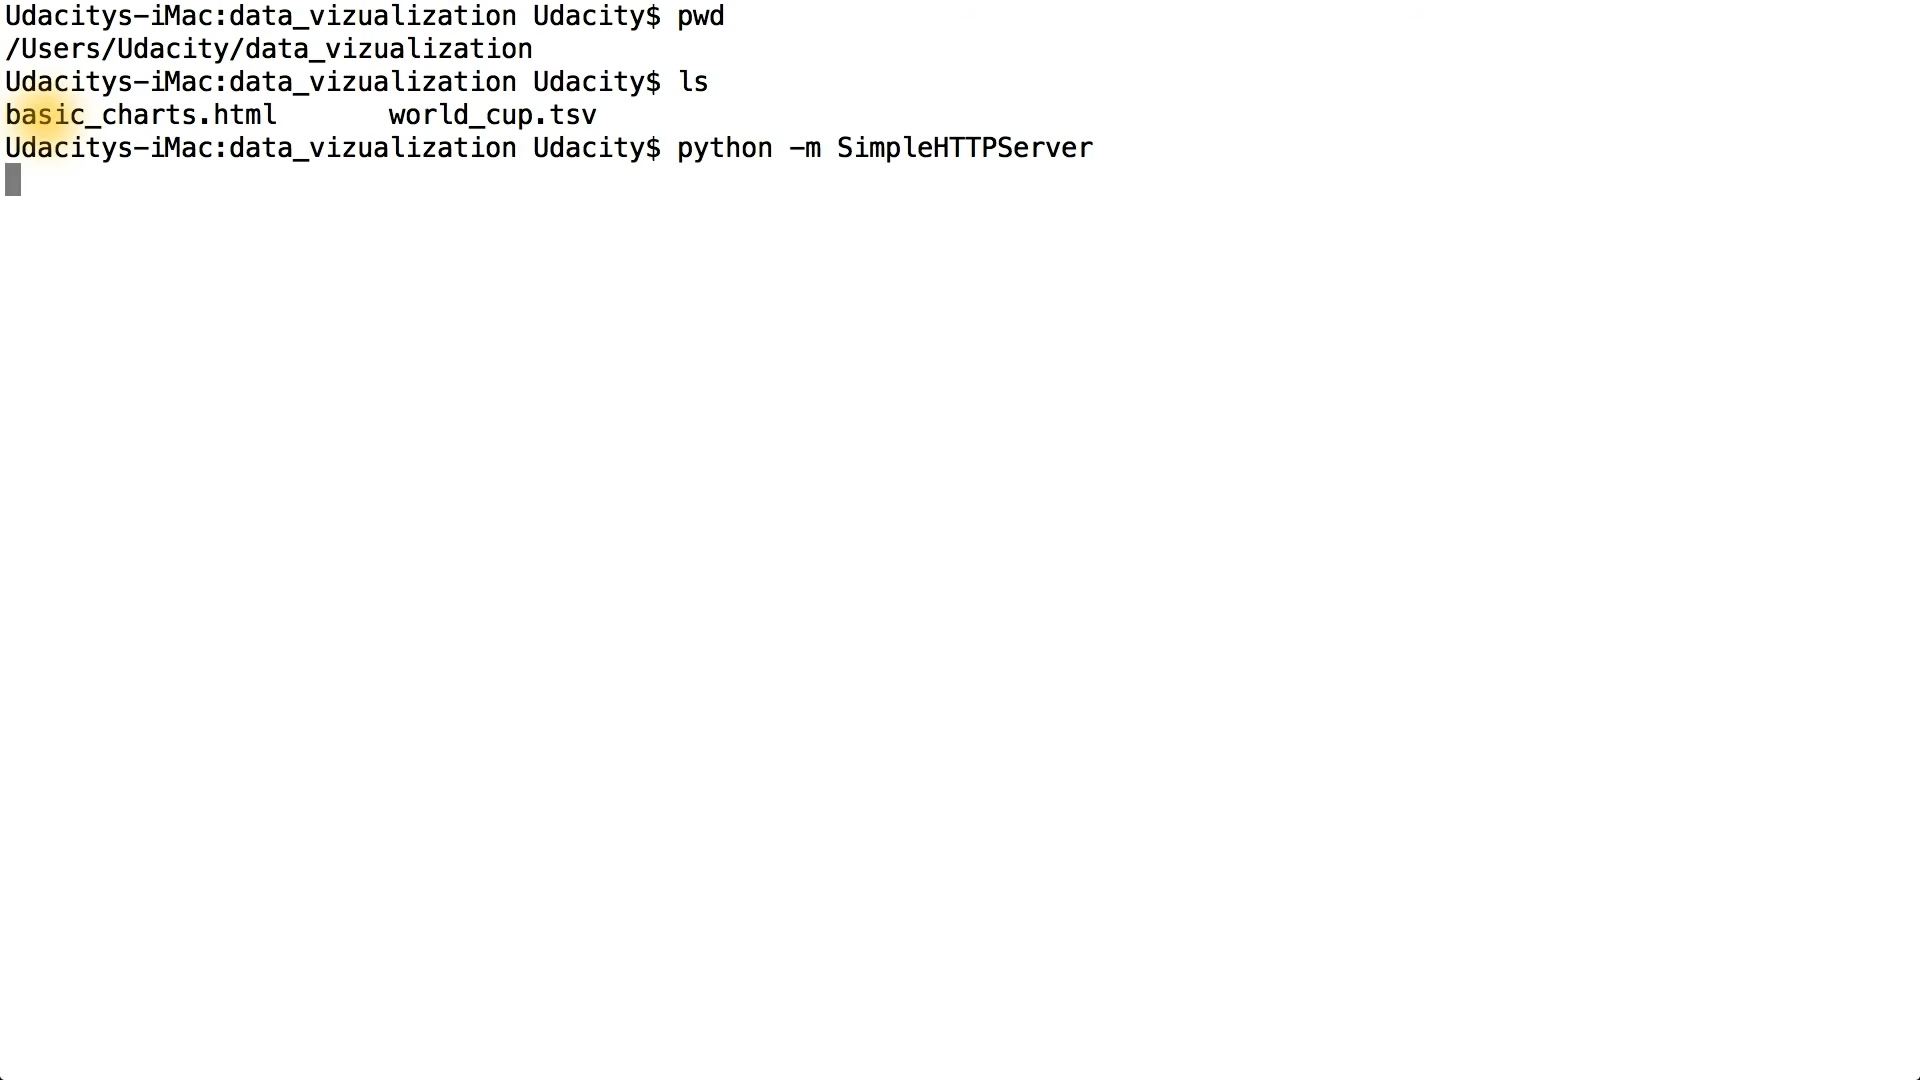 Udacitys-iMac:data_vizualization Udacity$ pwd
/Users/Udacity/data_vizualization
Udacitys-iMac:data_vizualization Udacity$ ls
basic_charts.html       world_cup.tsv
Udacitys-iMac:data_vizualization Udacity$ python -m SimpleHTTPServer